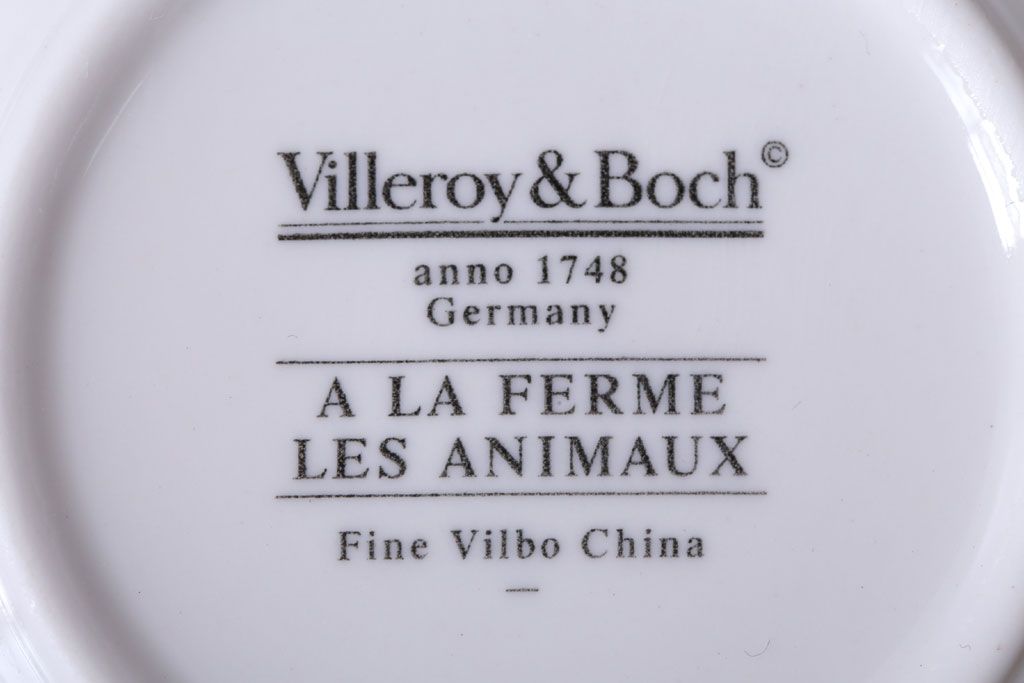 Villeroy & Boch©
anno 1748
Germany
A LA FERME
LES ANIMAUX
Fine Vilbo China